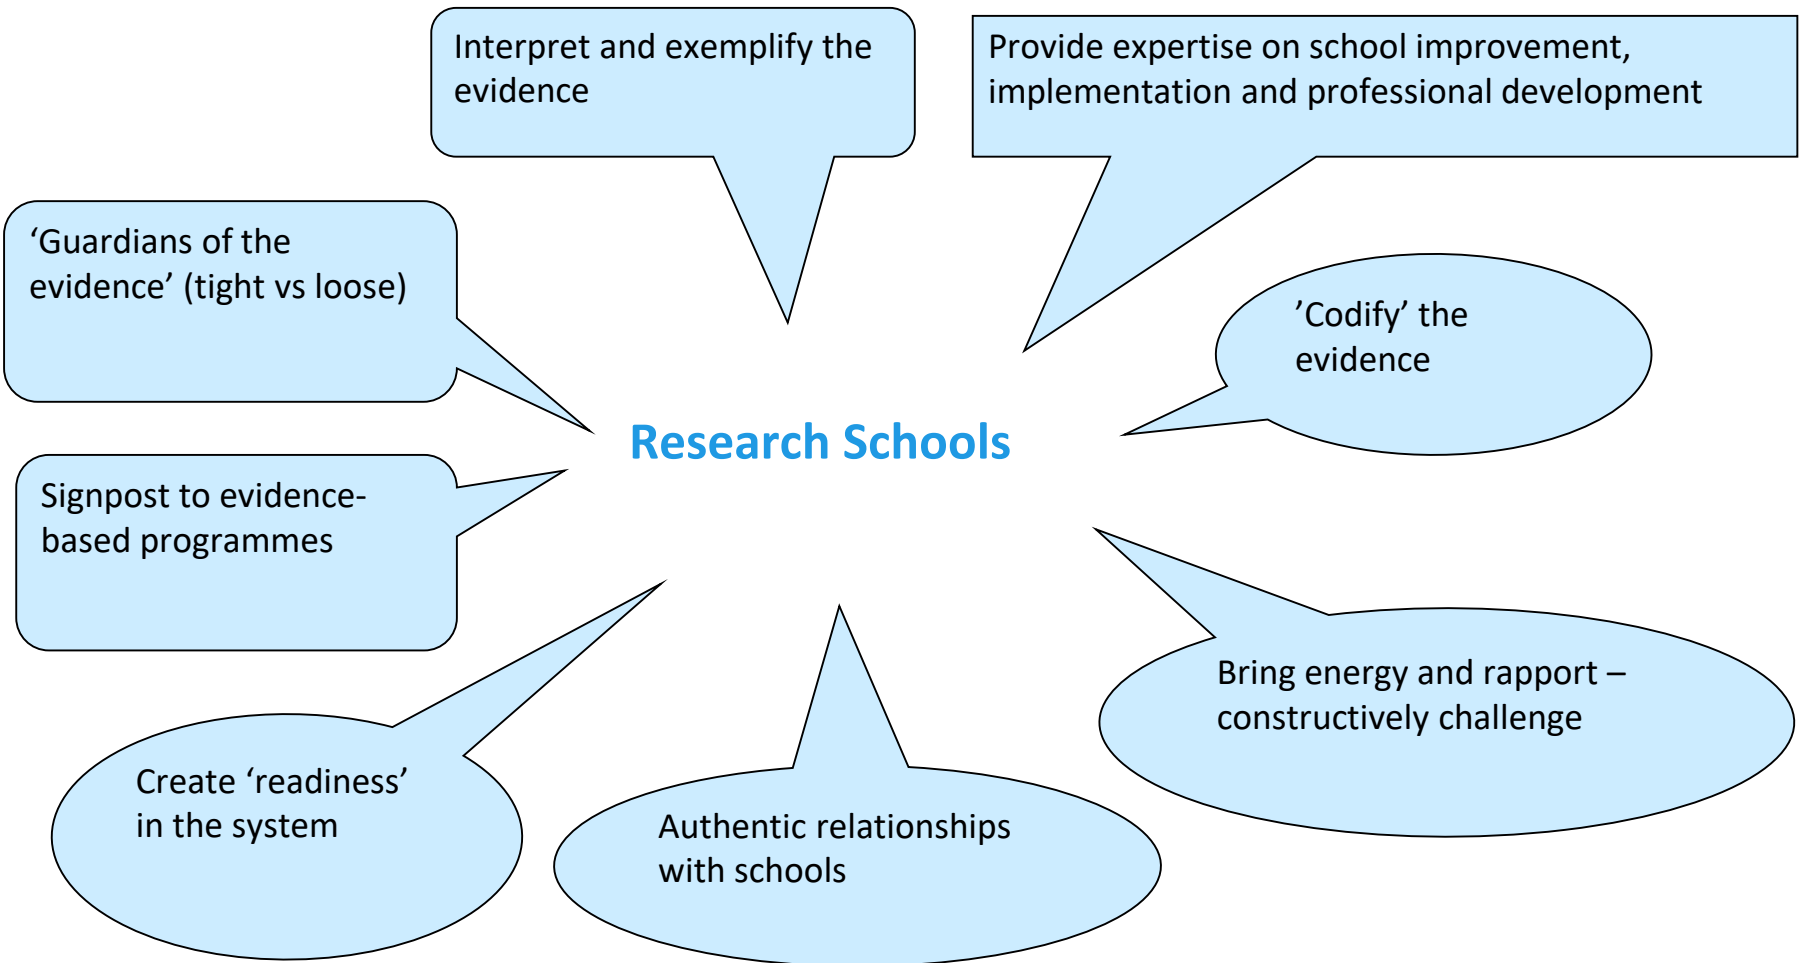 Interpret and exemplify the
evidence
Provide expertise on school improvement,
implementation and professional development
‘Guardians of the
evidence’ (tight vs loose)
’Codify’ the
evidence
Research Schools
Signpost to evidence-
based programmes
Bring energy and rapport –
constructively challenge
Create ‘readiness’
in the system
Authentic relationships
with schools